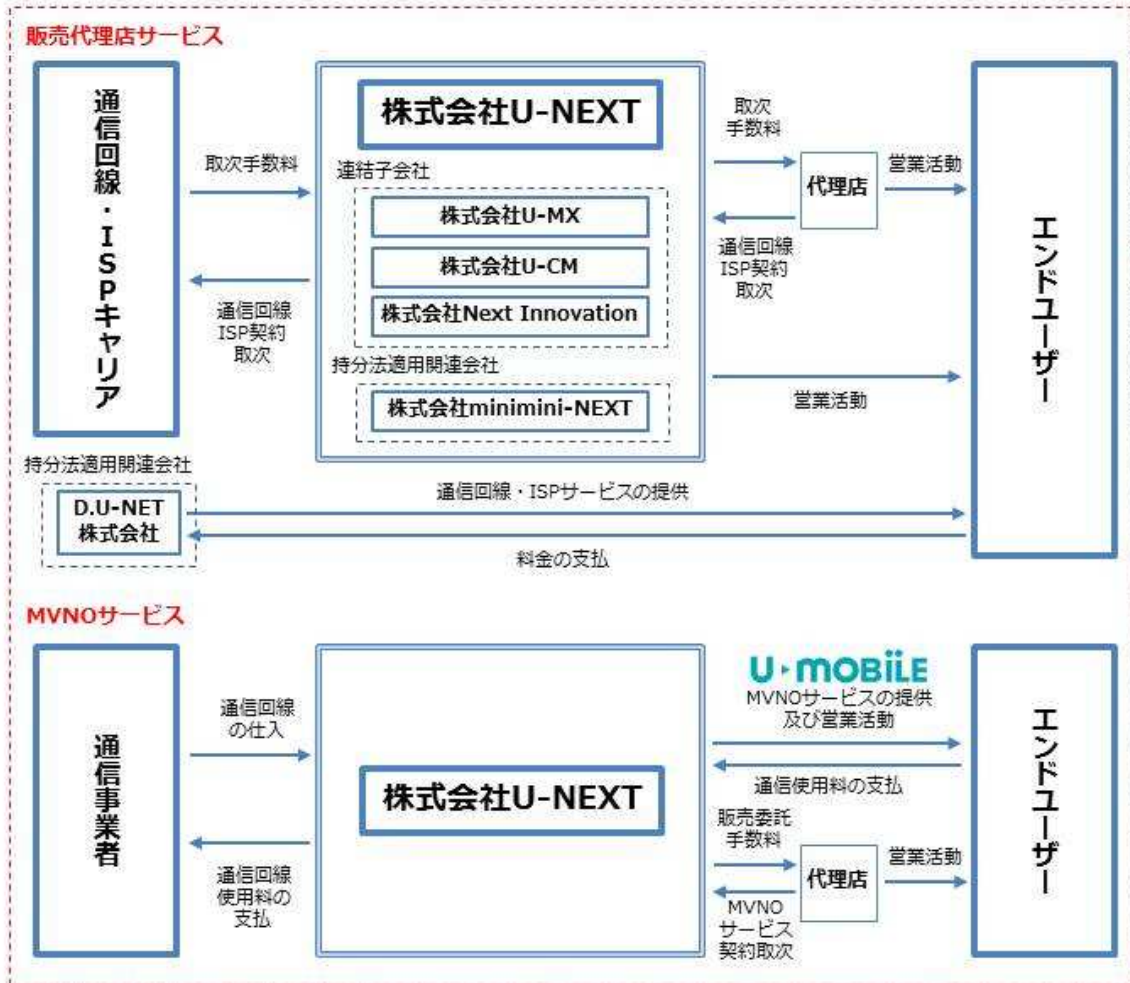 販売代理店サービス
通信回線・ISPキャリア
取次手数料
通信回線
ISP契約
取次
株式会社U-NEXT
連結子会社
株式会社U-MX
株式会社U-CM
株式会社Next Innovation
持分法適用関連会社
株式会社minimini-NEXT
取次
手数料
代理店
営業活動
通信回線
ISP契約
取次
営業活動
エンドユーザー
持分法適用関連会社
D.U-NET
株式会社
通信回線・ISPサービスの提供
料金の支払
MVNOサービス
通信事業者
通信回線
の仕入
通信回線
使用料の
支払
株式会社U-NEXT
U-MOBILE
MVNOサービスの提供
及び営業活動
通信使用料の支払
販売委託
手数料
代理店
営業活動
MVNO
サービス
契約取次
エンドユーザー